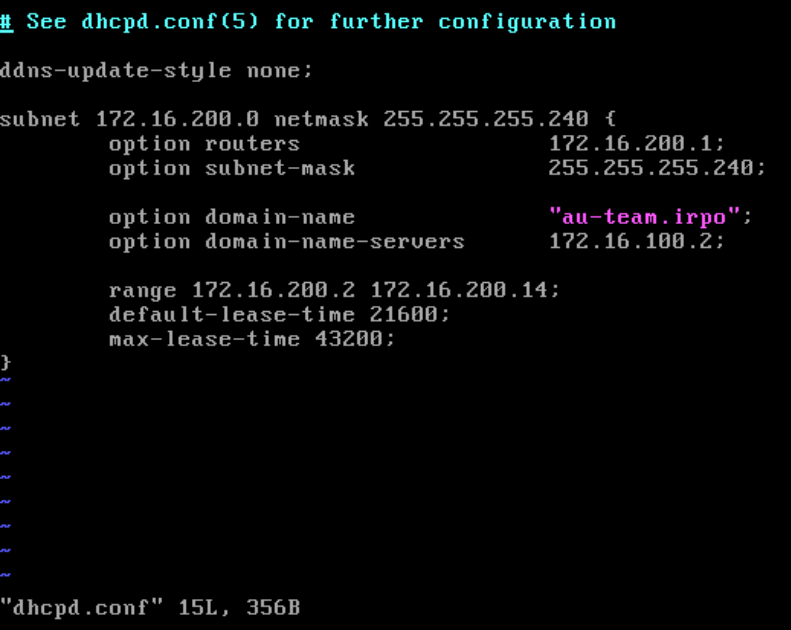 # See dhcpd.conf(5) for further configuration
ddns-update-style none;
subnet 172.16.200.0 netmask 255.255.255.240 {
option routers 172.16.200.1;
option subnet-mask 255.255.255.240;
option domain-name "au-team.irpo";
option domain-name-servers 172.16.100.2;
range 172.16.200.2 172.16.200.14;
default-lease-time 21600;
max-lease-time 43200;
}
~
~
~
~
~
~
~
~
~
"dhcpd.conf" 15L, 356B